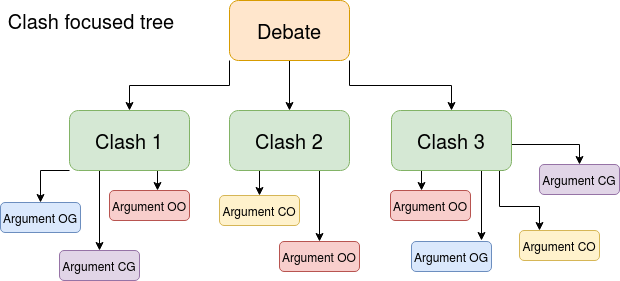 Clash focused tree
Debate
Clash 1
Clash 2
Clash 3
Argument OG
Argument CG
Argument OO
Argument CO
Argument OO
Argument OO
Argument OG
Argument CO
Argument CG